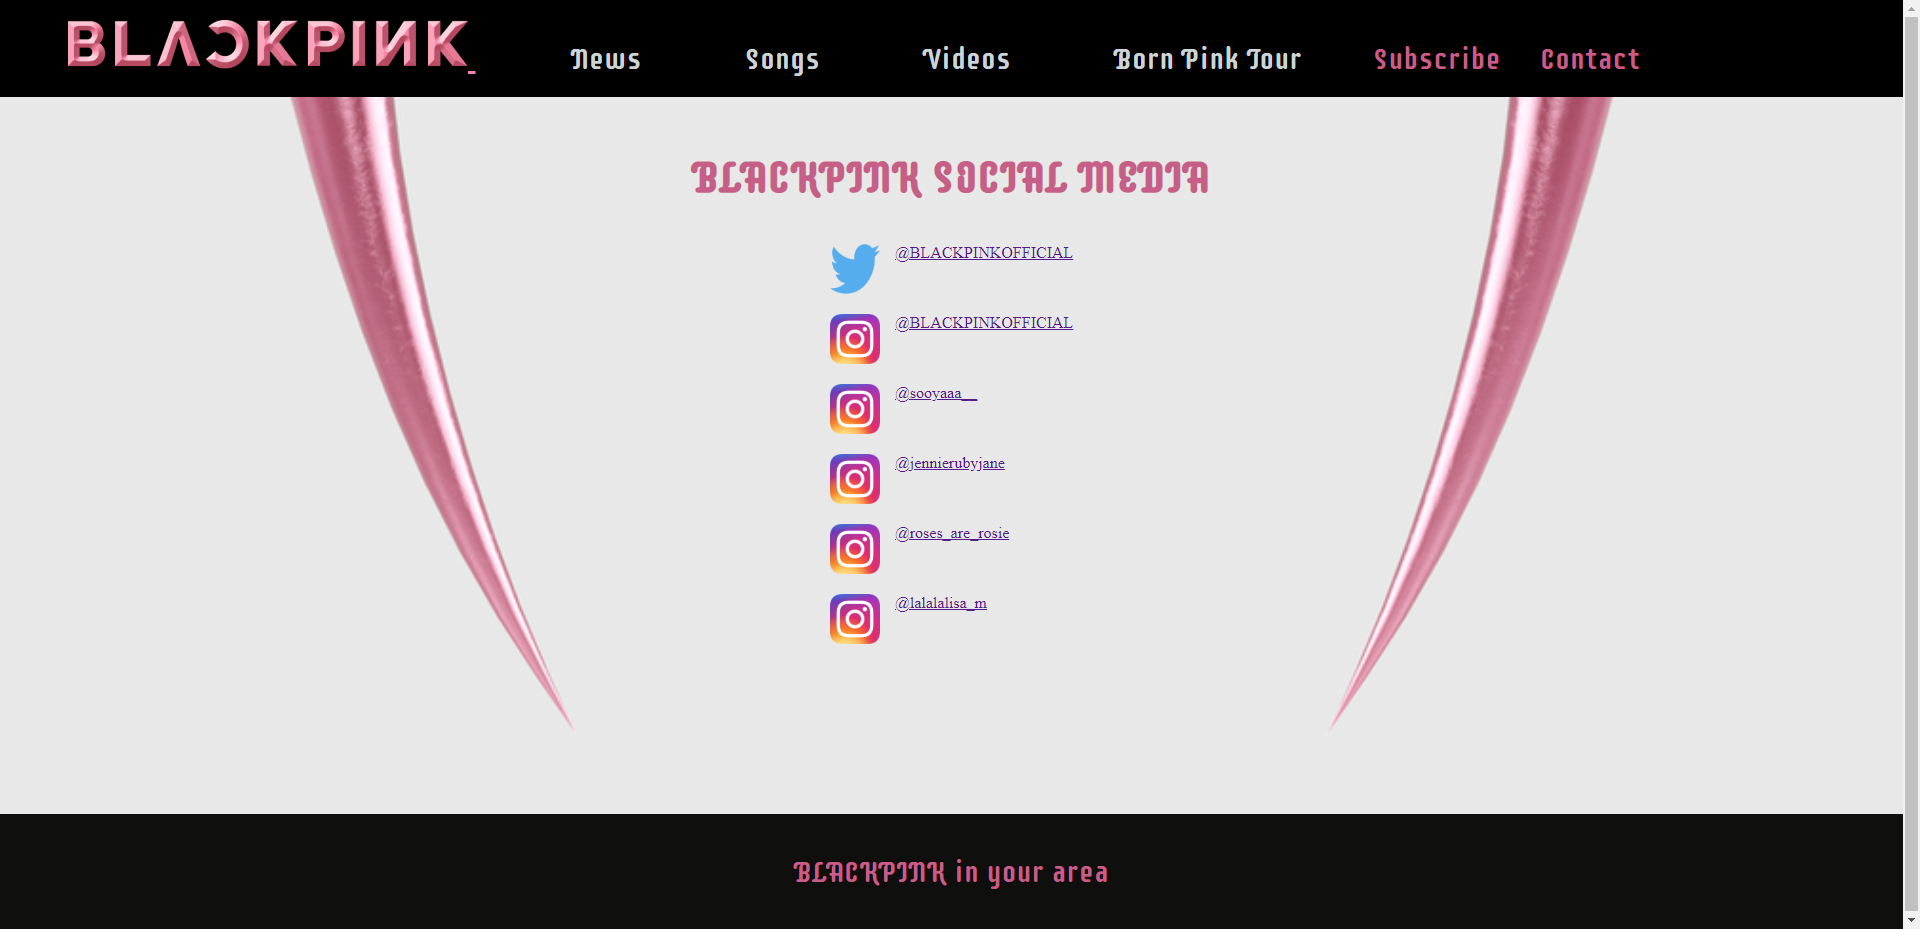 BLACKPINK
News Songs Videos Born Pink Tour Subscribe Contact
BLACKPINK SOCIAL MEDIA
@BLACKPINKOFFICIAL
@BLACKPINKOFFICIAL
@sooyaaa__
@jennierubyjane
@roses_are_rosie
@lalalalisa_m
BLACKPINK in your area